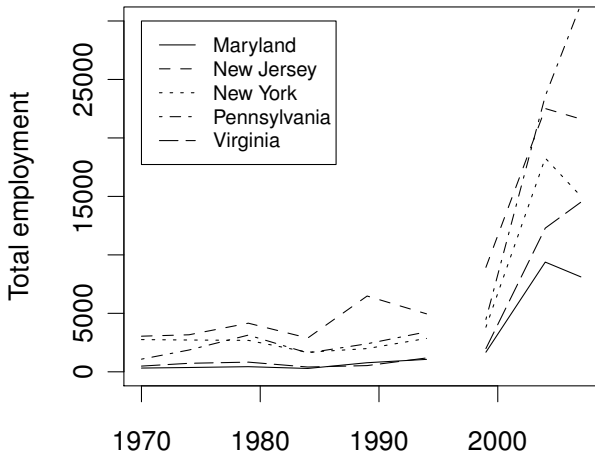 Maryland
New Jersey
New York
Pennsylvania
Virginia
Total employment
25000
15000
5000
0
1970 1980 1990 2000